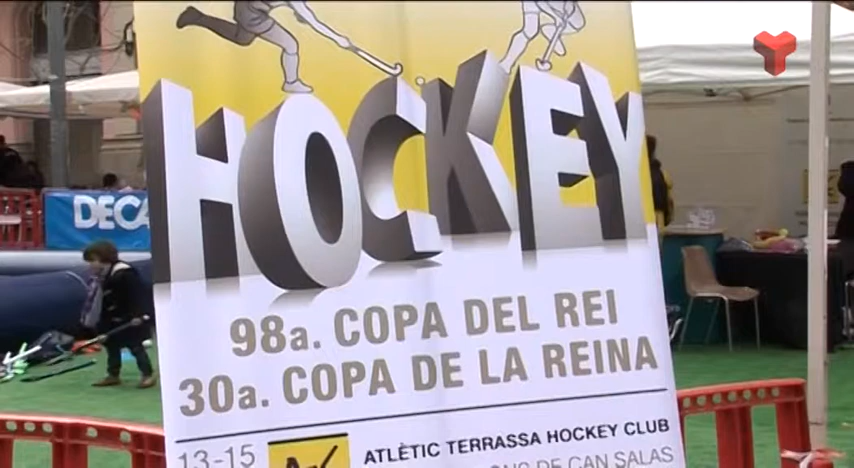 HOCKEY
98a. COPA DEL REI
30a. COPA DE LA REINA
13-15
ATLÈTIC TERRASSA HOCKEY CLUB
DE CAN SALAS
DECA